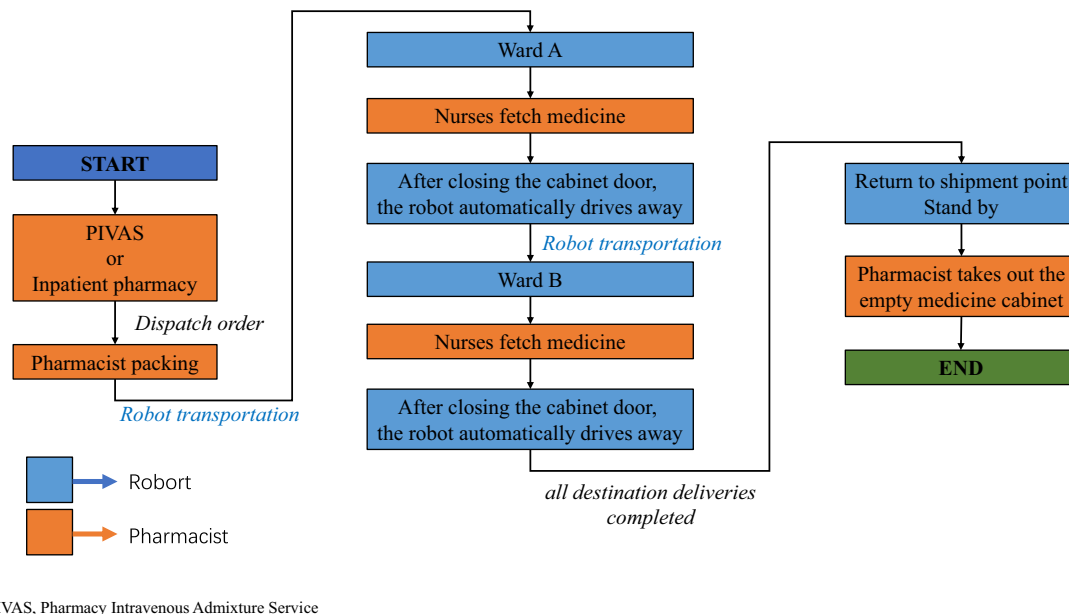 START
PIVAS
or
Inpatient pharmacy
Dispatch order
Pharmacist packing
Robot transportation
Ward A
Nurses fetch medicine
After closing the cabinet door,
the robot automatically drives away
Robot transportation
Ward B
Nurses fetch medicine
After closing the cabinet door,
the robot automatically drives away
all destination deliveries
completed
Return to shipment point
Stand by
Pharmacist takes out the
empty medicine cabinet
END
Robort
Pharmacist
IVAS, Pharmacy Intravenous Admixture Service